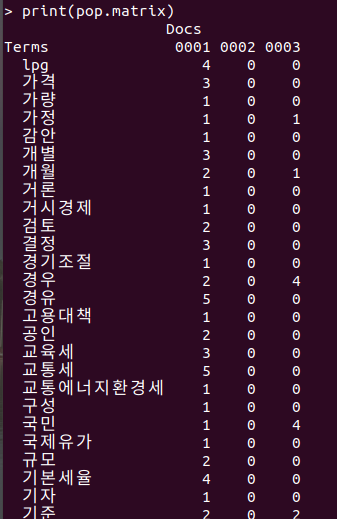 > print(pop.matrix)
Docs
Terms 0001 0002 0003
lpg 4 0 0
가격 3 0 0
가량 1 0 0
가정 1 0 1
감안 1 0 0
개별 3 0 0
개월 2 0 1
거론 1 0 0
거시경제 1 0 0
검토 2 0 0
결정 3 0 0
경기조절 1 0 0
경우 2 0 4
경유 5 0 0
고용대책 1 0 0
공인 2 0 0
교육세 3 0 0
교통세 5 0 0
교통에너지환경세 1 0 0
구성 1 0 0
국민 1 0 4
국제유가 1 0 0
규모 2 0 0
기본세율 4 0 0
기자 1 0 0
기준 2 0 2